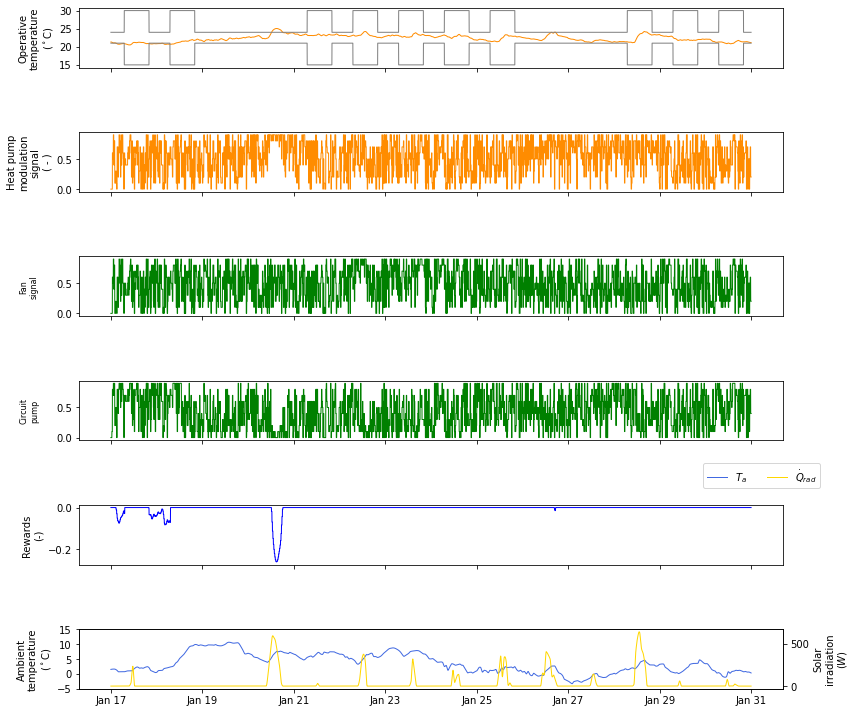 Operative
temperature
(°C)
30
25
20
15
Heat pump
modulation
signal
( - )
0.5
0.0
Fan
signal
0.5
0.0
Circuit
pump
0.5
0.0
T_a
Q̇_rad
Rewards
(-)
0.0
−0.2
Ambient
temperature
(°C)
15
10
5
0
−5
500
0
Solar
irradiation
(W)
Jan 17 Jan 19 Jan 21 Jan 23 Jan 25 Jan 27 Jan 29 Jan 31